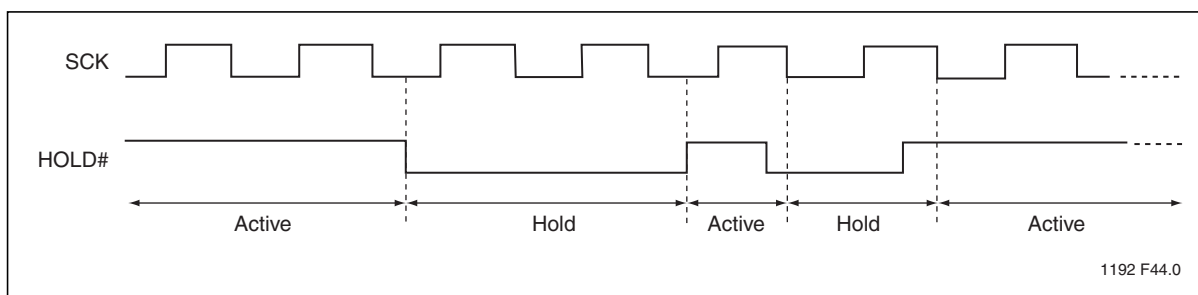 SCK
HOLD#
Active Hold Active Hold Active
1192 F44.0